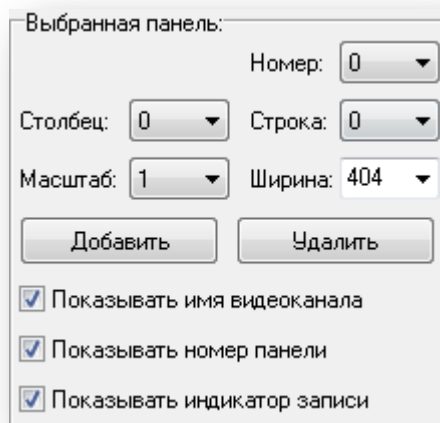 Выбранная панель:
Номер: 0
Столбец: 0 Строка: 0
Масштаб: 1 Ширина: 404
Добавить Удалить
Показывать имя видеоканала
Показывать номер панели
Показывать индикатор записи